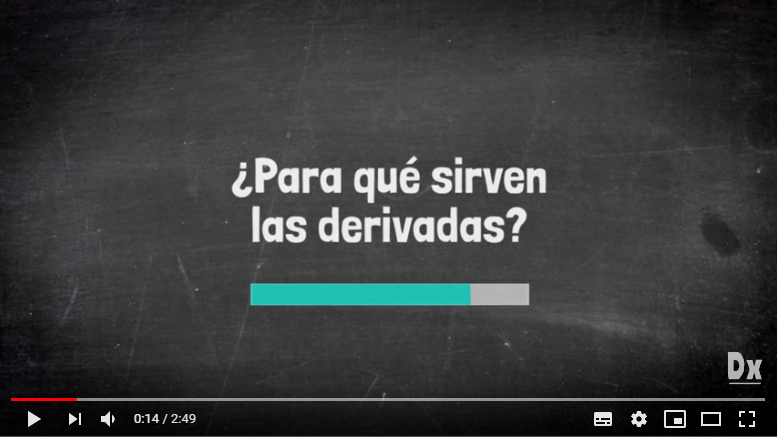 ¿Para qué sirven
las derivadas?
Dx
0:14 / 2:49